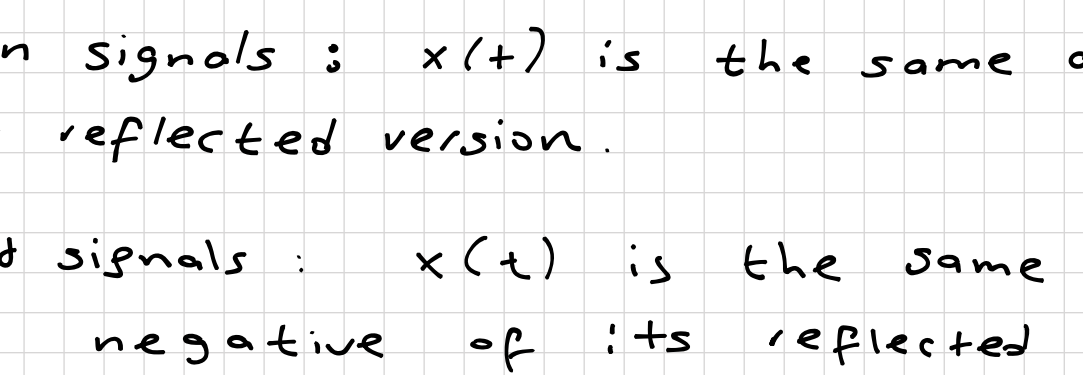 n signals : x(t) is the same
reflected version.
signals : x(t) is the same
negative of its reflected